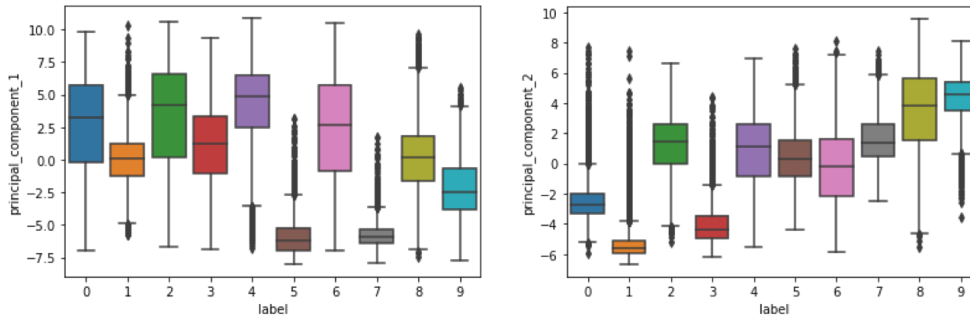 principal_component_1
10.0
7.5
5.0
2.5
0.0
−2.5
−5.0
−7.5
0 1 2 3 4 5 6 7 8 9
label
principal_component_2
10
8
6
4
2
0
−2
−4
−6
0 1 2 3 4 5 6 7 8 9
label